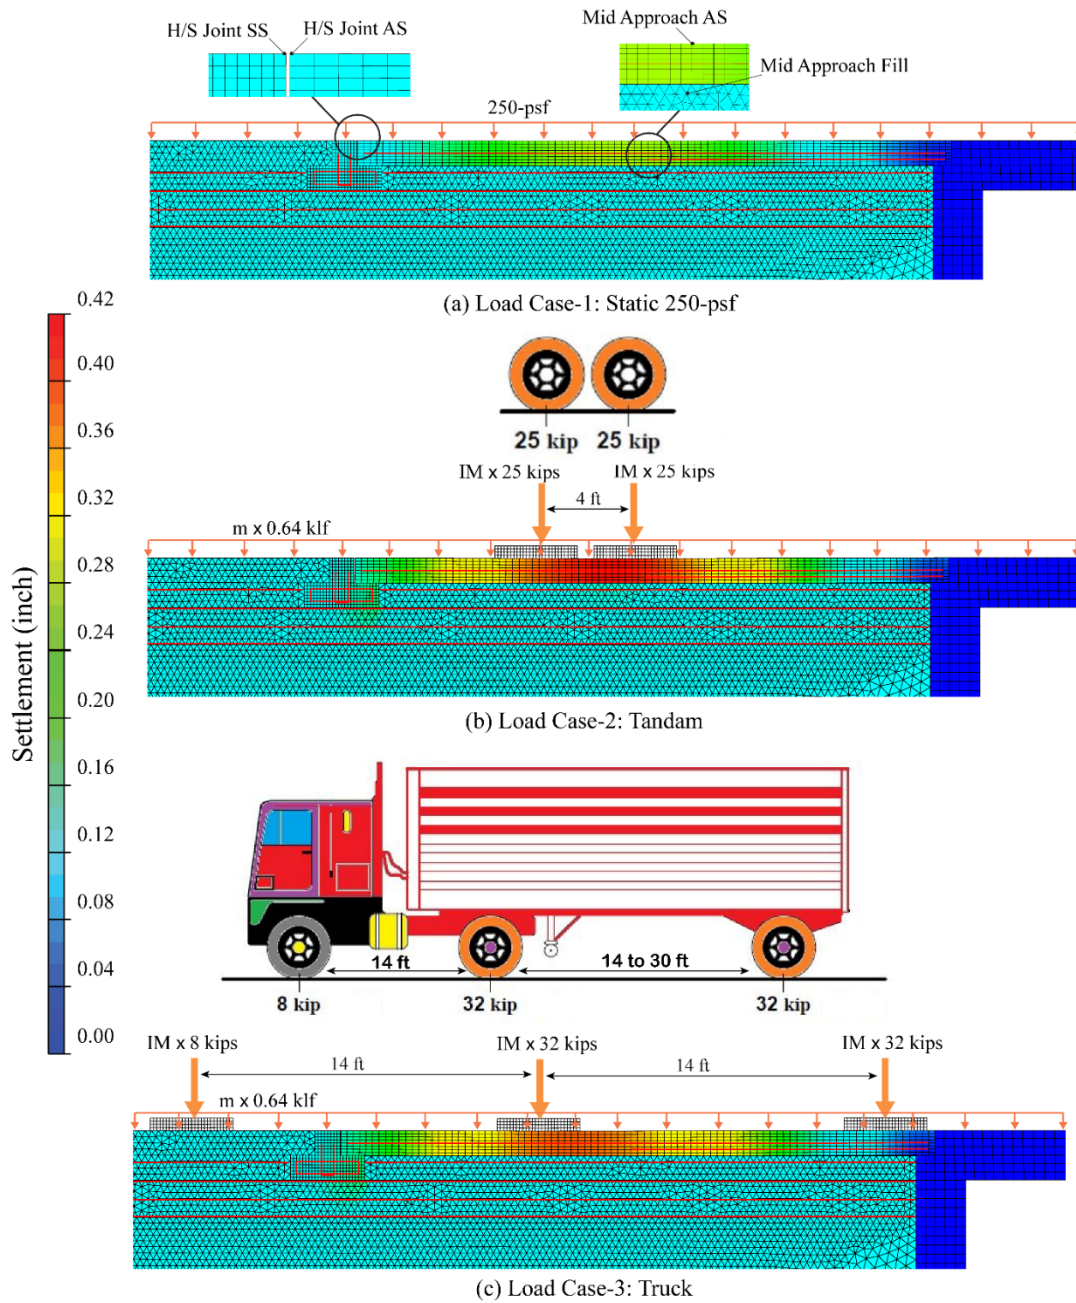 H/S Joint SS
H/S Joint AS
Mid Approach AS
Mid Approach Fill
250-psf
(a) Load Case-1: Static 250-psf
Settlement (inch)
0.42
0.40
0.36
0.32
0.28
0.24
0.20
0.16
0.12
0.08
0.04
0.00
25 kip
25 kip
IM x 25 kips
IM x 25 kips
4 ft
m x 0.64 klf
(b) Load Case-2: Tandam
14 ft
14 to 30 ft
8 kip
32 kip
32 kip
IM x 8 kips
IM x 32 kips
IM x 32 kips
14 ft
14 ft
m x 0.64 klf
(c) Load Case-3: Truck